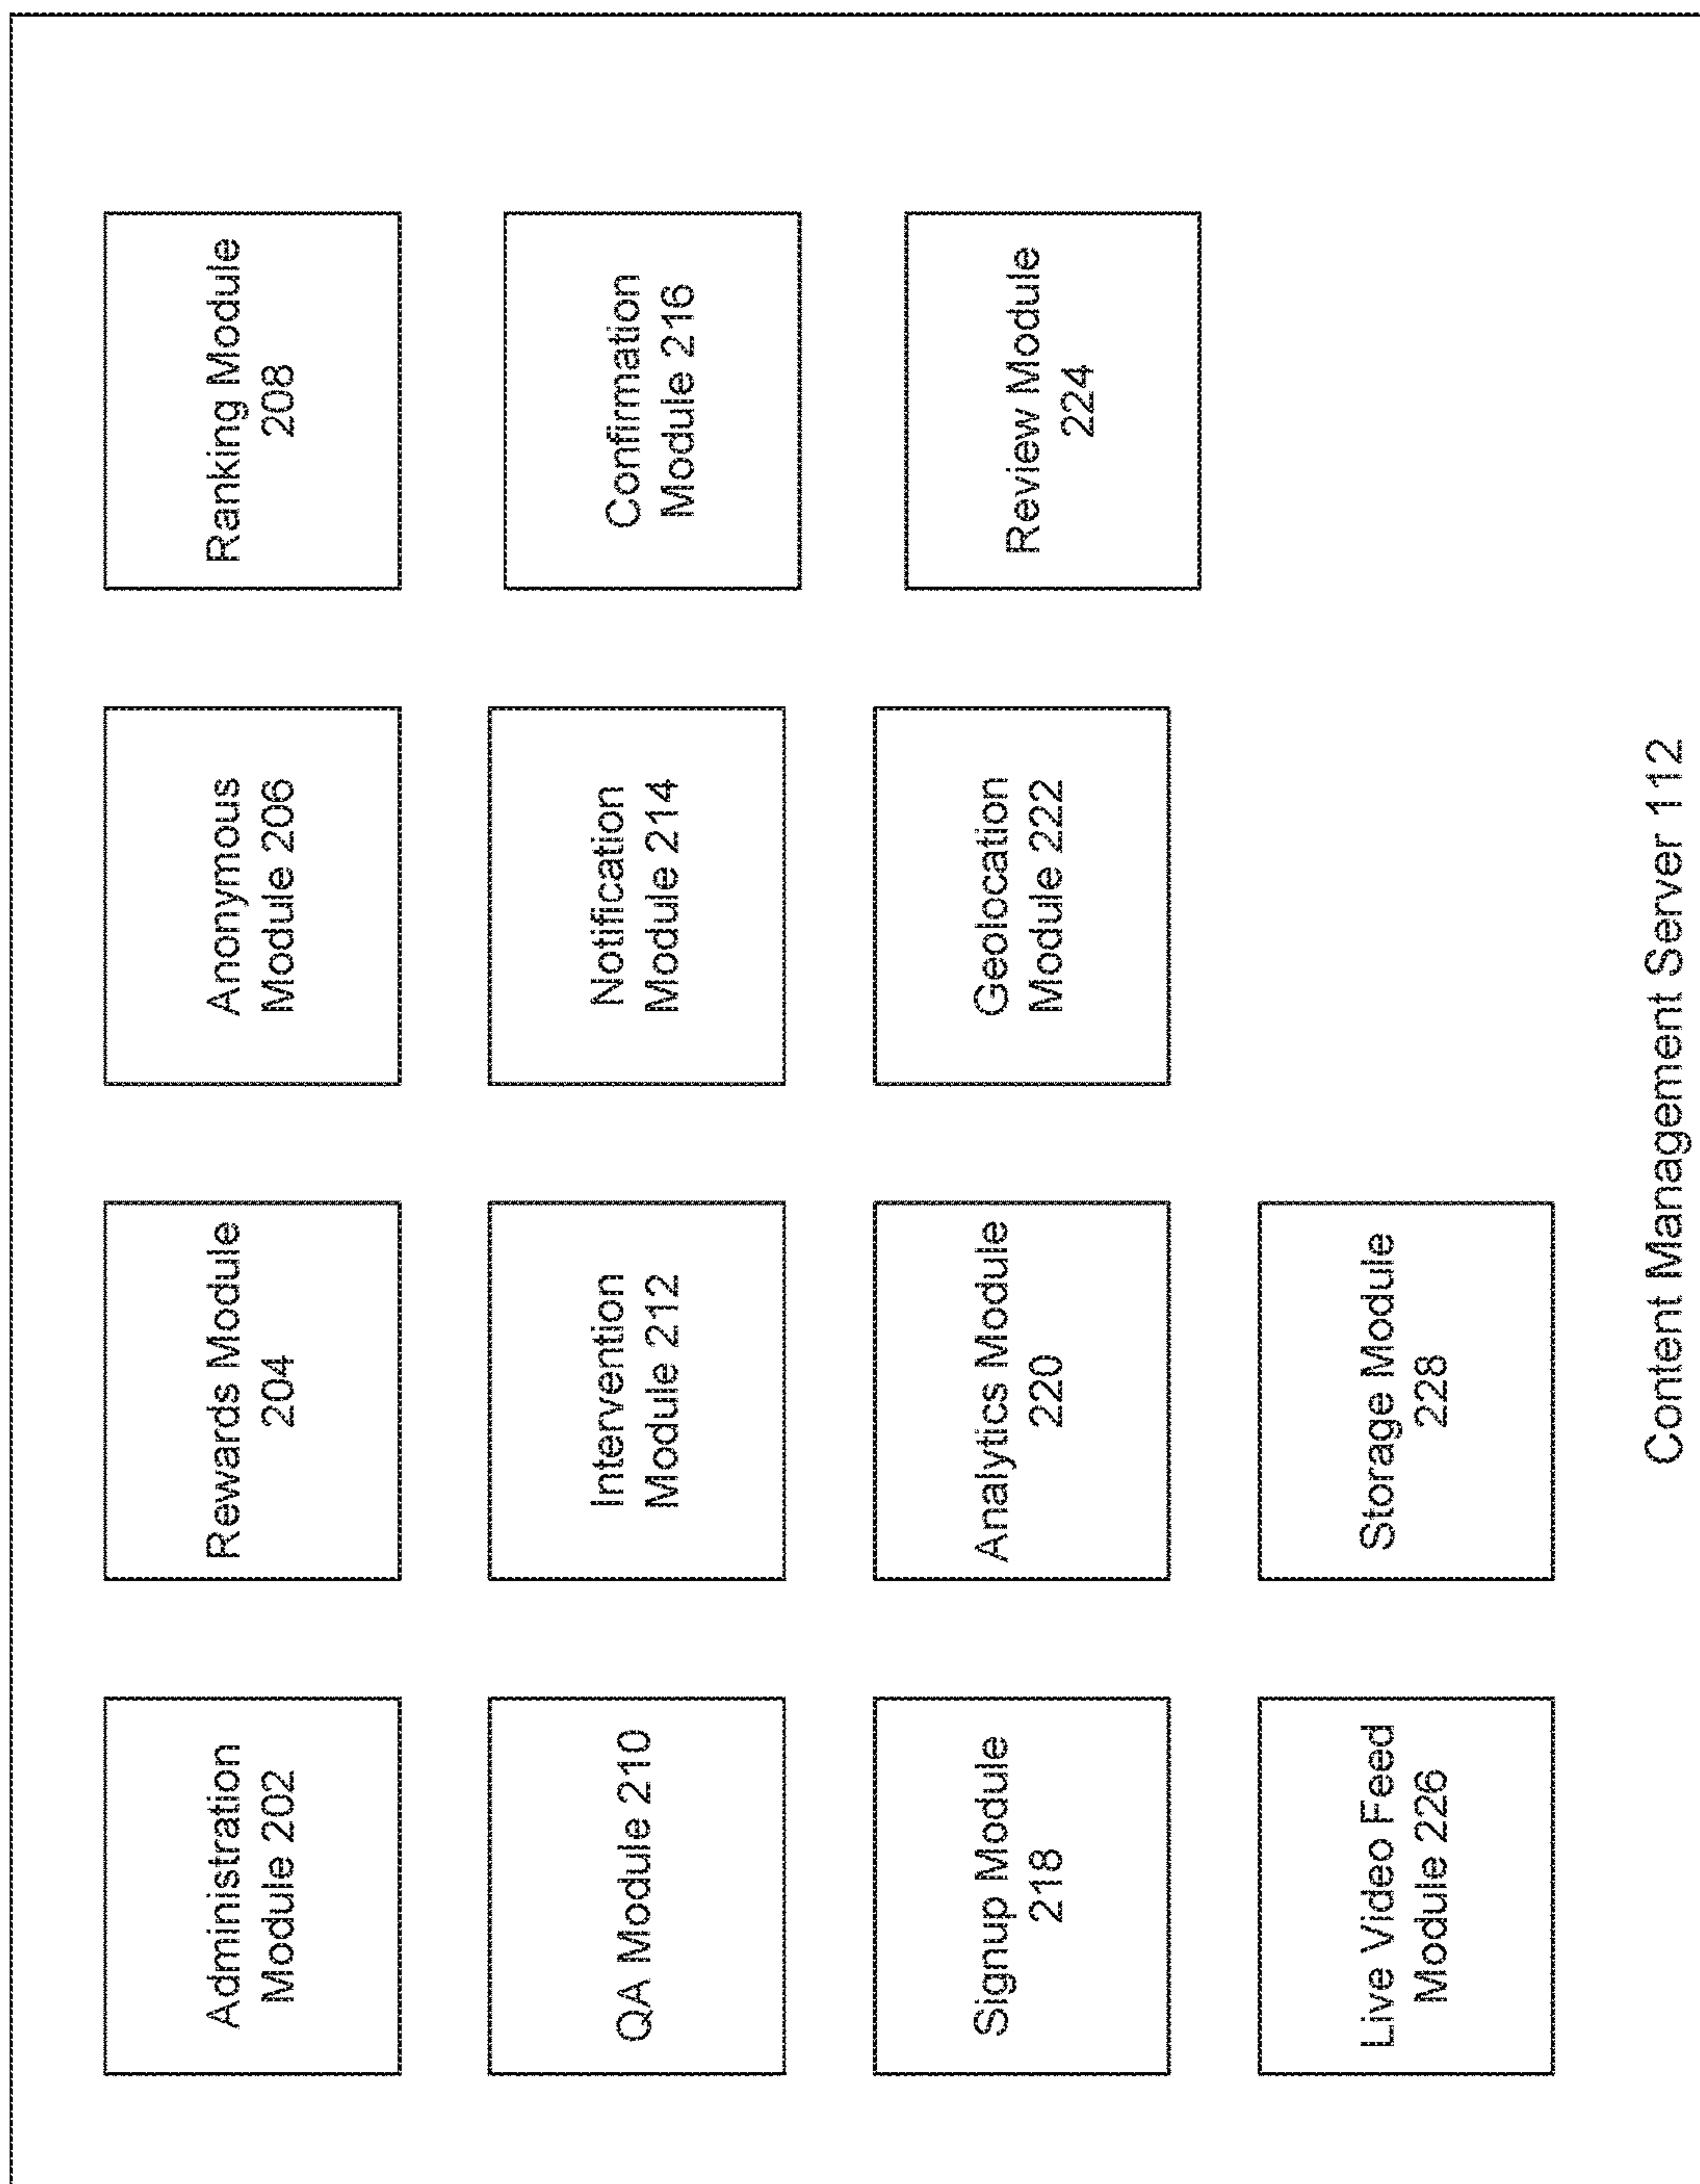 Administration
Module 202
Rewards Module
204
Anonymous
Module 206
Ranking Module
208
QA Module 210
Intervention
Module 212
Notification
Module 214
Confirmation
Module 216
Signup Module
218
Analytics Module
220
Geolocation
Module 222
Review Module
224
Live Video Feed
Module 226
Storage Module
228
Content Management Server 112